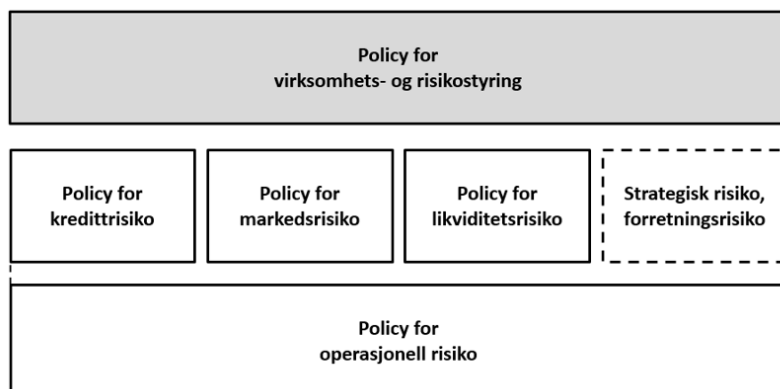 Policy for
virksomhets- og risikostyring
Policy for
kredittrisiko
Policy for
markedsrisiko
Policy for
likviditetsrisiko
Strategisk risiko,
forretningsrisiko
Policy for
operasjonell risiko